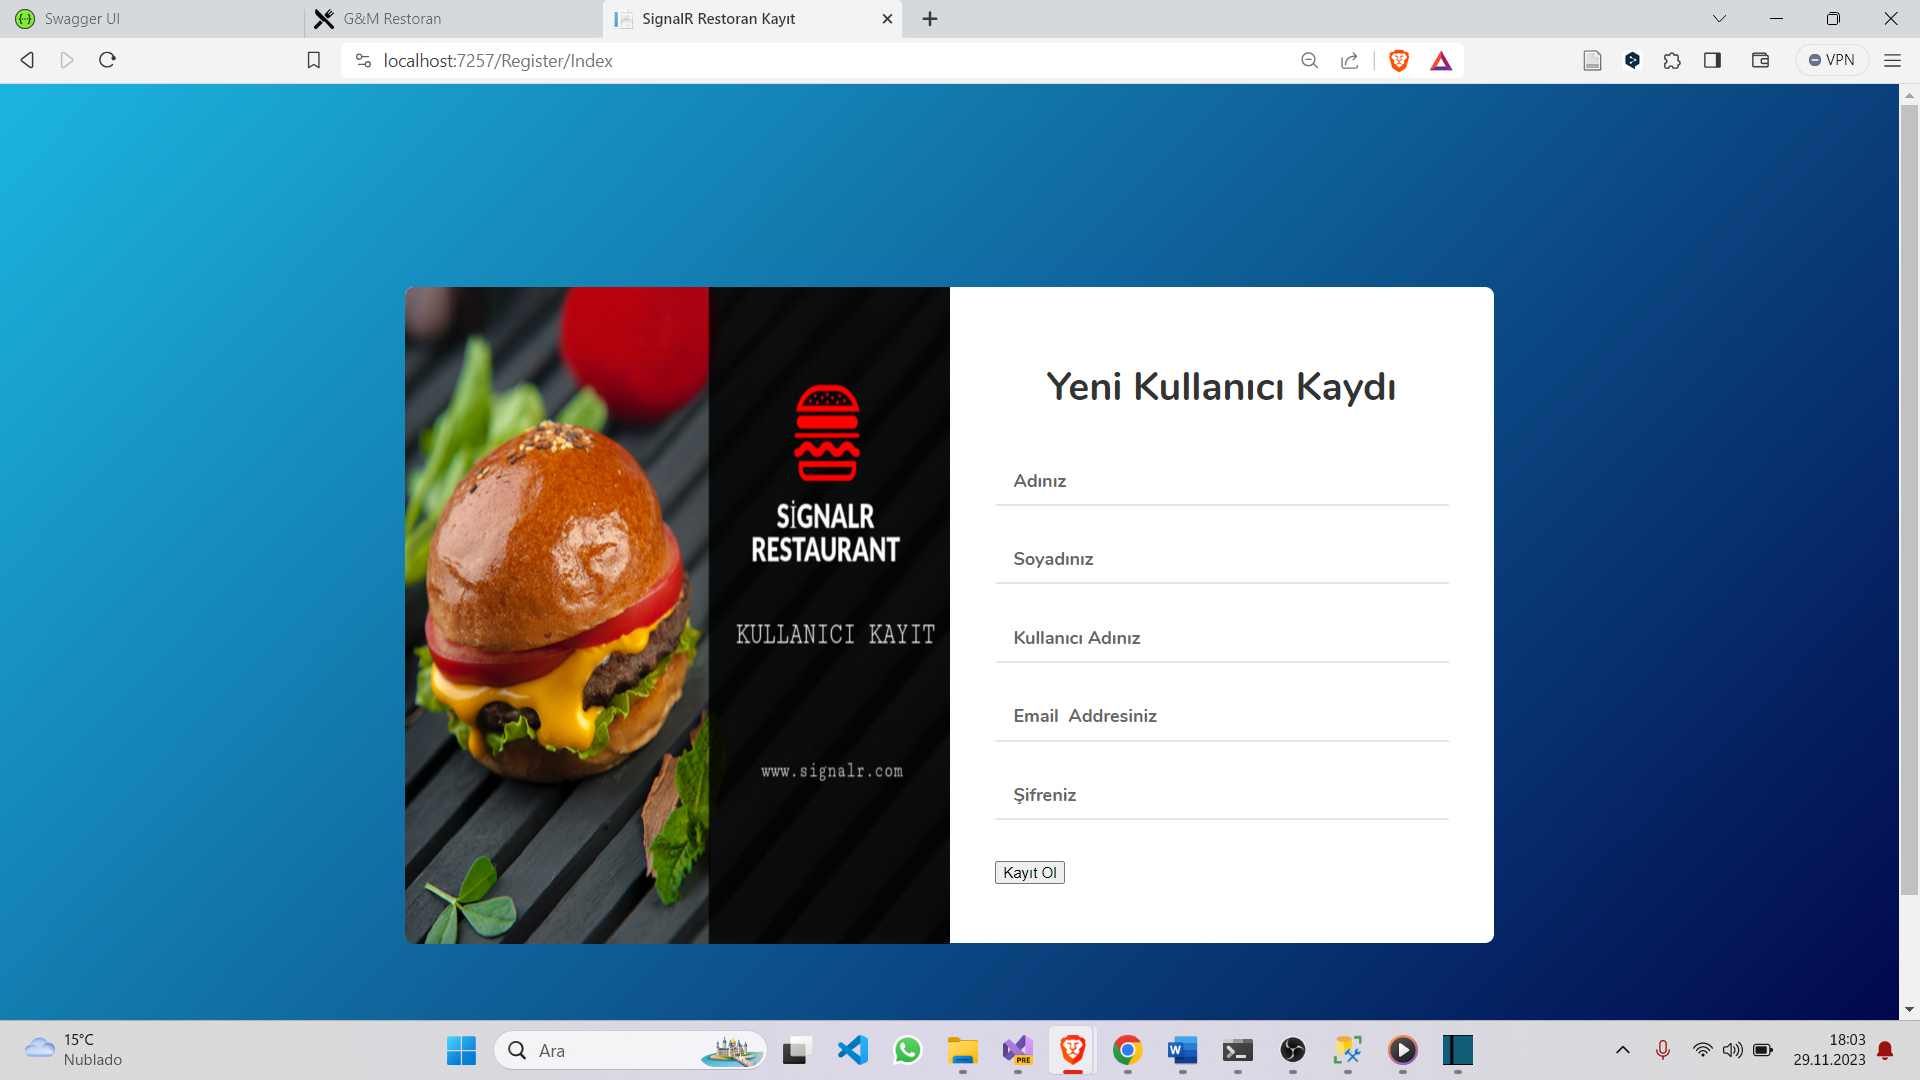 Swagger UI
G&M Restoran
SignalR Restoran Kayıt
localhost:7257/Register/Index
VPN
SİGNALR
RESTAURANT
KULLANICI KAYIT
www.signalr.com
Yeni Kullanıcı Kaydı
Adınız
Soyadınız
Kullanıcı Adınız
Email  Addresiniz
Şifreniz
Kayıt Ol
15°C
Nublado
Ara
PRE
W
18:03
29.11.2023